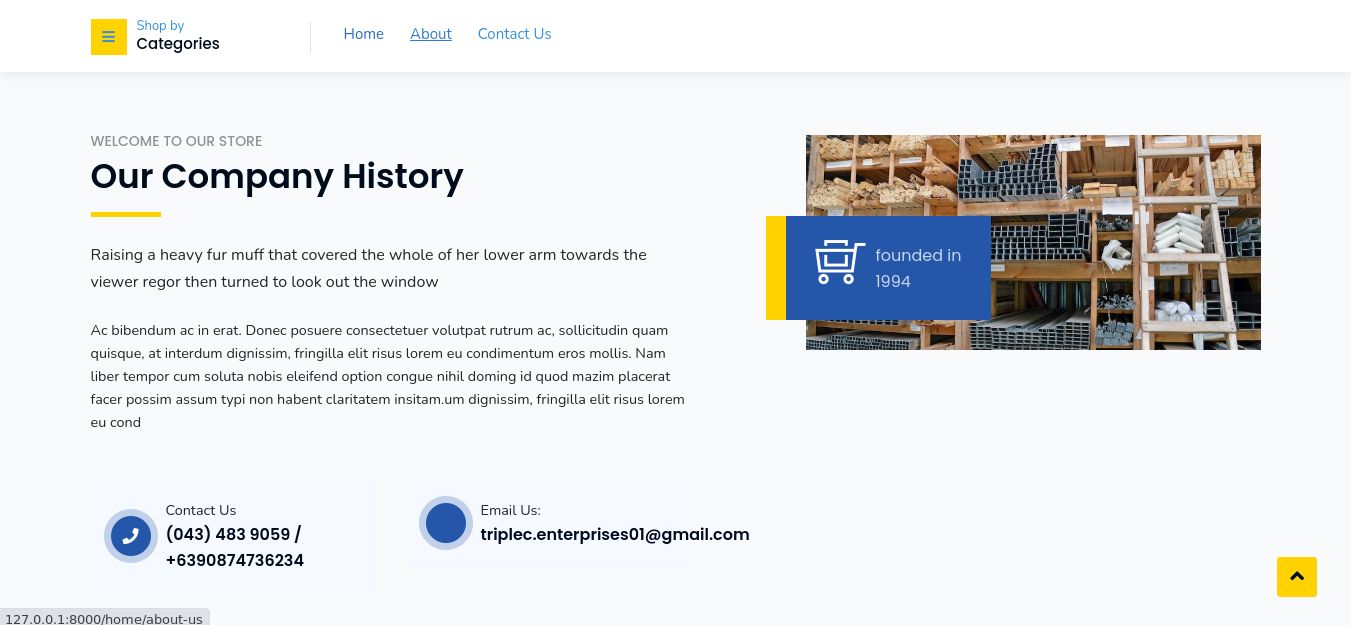 Shop by
Categories
Home
About
Contact Us
WELCOME TO OUR STORE
Our Company History
Raising a heavy fur muff that covered the whole of her lower arm towards the
viewer regor then turned to look out the window
Ac bibendum ac in erat. Donec posuere consectetuer volutpat rutrum ac, sollicitudin quam
quisque, at interdum dignissim, fringilla elit risus lorem eu condimentum eros mollis. Nam
liber tempor cum soluta nobis eleifend option congue nihil doming id quod mazim placerat
facer possim assum typi non habent claritatem insitam.um dignissim, fringilla elit risus lorem
eu cond
founded in
1994
Contact Us
(043) 483 9059 /
+6390874736234
Email Us:
triplec.enterprises01@gmail.com
127.0.0.1:8000/home/about-us